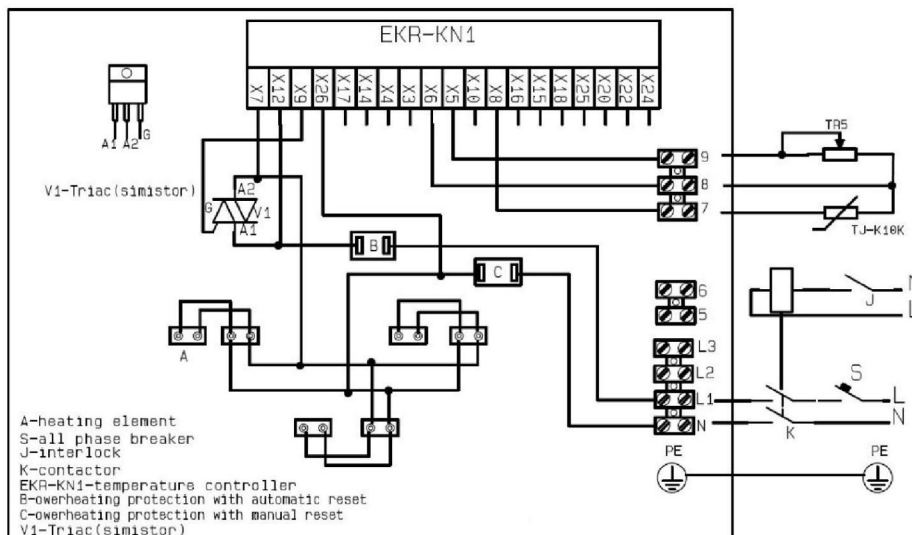 EKR-KN1
X7 X12 X9 X26 X17 X14 X4 X3 X6 X5 X10 X8 X16 X15 X18 X25 X20 X22 X24
A1 A2 G
V1-Triac(simistor)
A2
G
V1
A1
B
C
A
9
8
7
6
5
L3
L2
L1
N
PE
TR5
TJ-K10K
J
N
L
S
L
N
K
PE
A-heating element
S-all phase breaker
J-interlock
K-contactor
EKR-KN1-temperature controller
B-owerheating protection with automatic reset
C-owerheating protection with manual reset
V1-Triac(simistor)